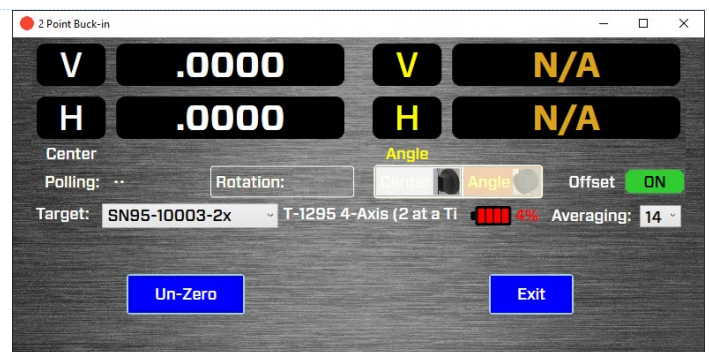 2 Point Buck-in
V .0000 V N/A
H .0000 H N/A
Center Angle
Polling: -- Rotation: Center Angle Offset ON
Target: SN95-10003-2x T-1295 4-Axis (2 at a Ti 4% Averaging: 14
Un-Zero Exit